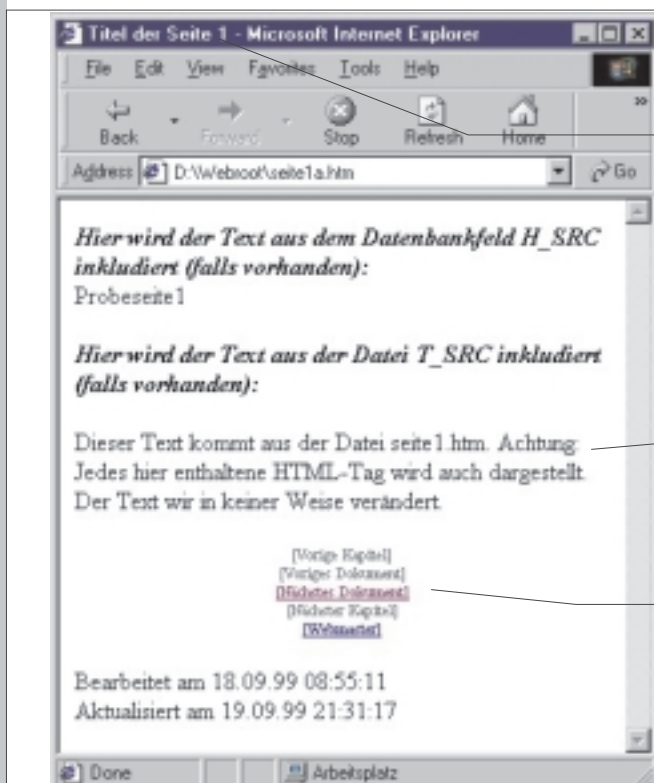 Titel der Seite 1 - Microsoft Internet Explorer
File Edit View Favorites Tools Help
Back Forward Stop Refresh Home »
Address D:\Webroot\seite1a.htm Go
Hier wird der Text aus dem Datenbankfeld H_SRC
inkludiert (falls vorhanden):
Probeseite1
Hier wird der Text aus der Datei T_SRC inkludiert
(falls vorhanden):
Dieser Text kommt aus der Datei seite1.htm. Achtung:
Jedes hier enthaltene HTML-Tag wird auch dargestellt.
Der Text wir in keiner Weise verändert.
[Vorige Kapitel]
[Voriges Dokument]
[Nächstes Dokument]
[Nächster Kapitel]
[Webmaster]
Bearbeitet am 18.09.99 08:55:11
Aktualisiert am 19.09.99 21:31:17
Done Arbeitsplatz